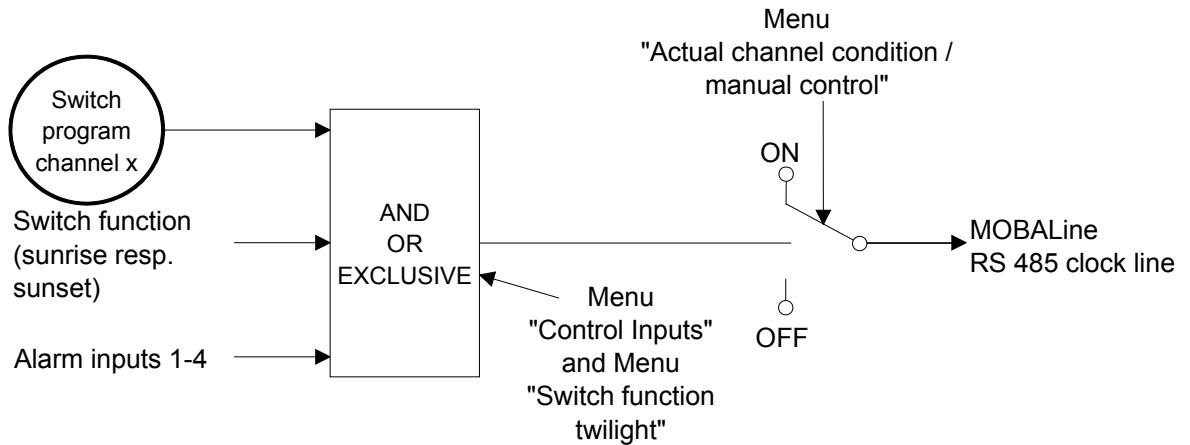 Menu
"Actual channel condition /
manual control"
Switch
program
channel x
ON
Switch function
(sunrise resp.
sunset)
AND
OR
EXCLUSIVE
MOBALine
RS 485 clock line
Menu
"Control Inputs"
and Menu
"Switch function
twilight"
OFF
Alarm inputs 1-4